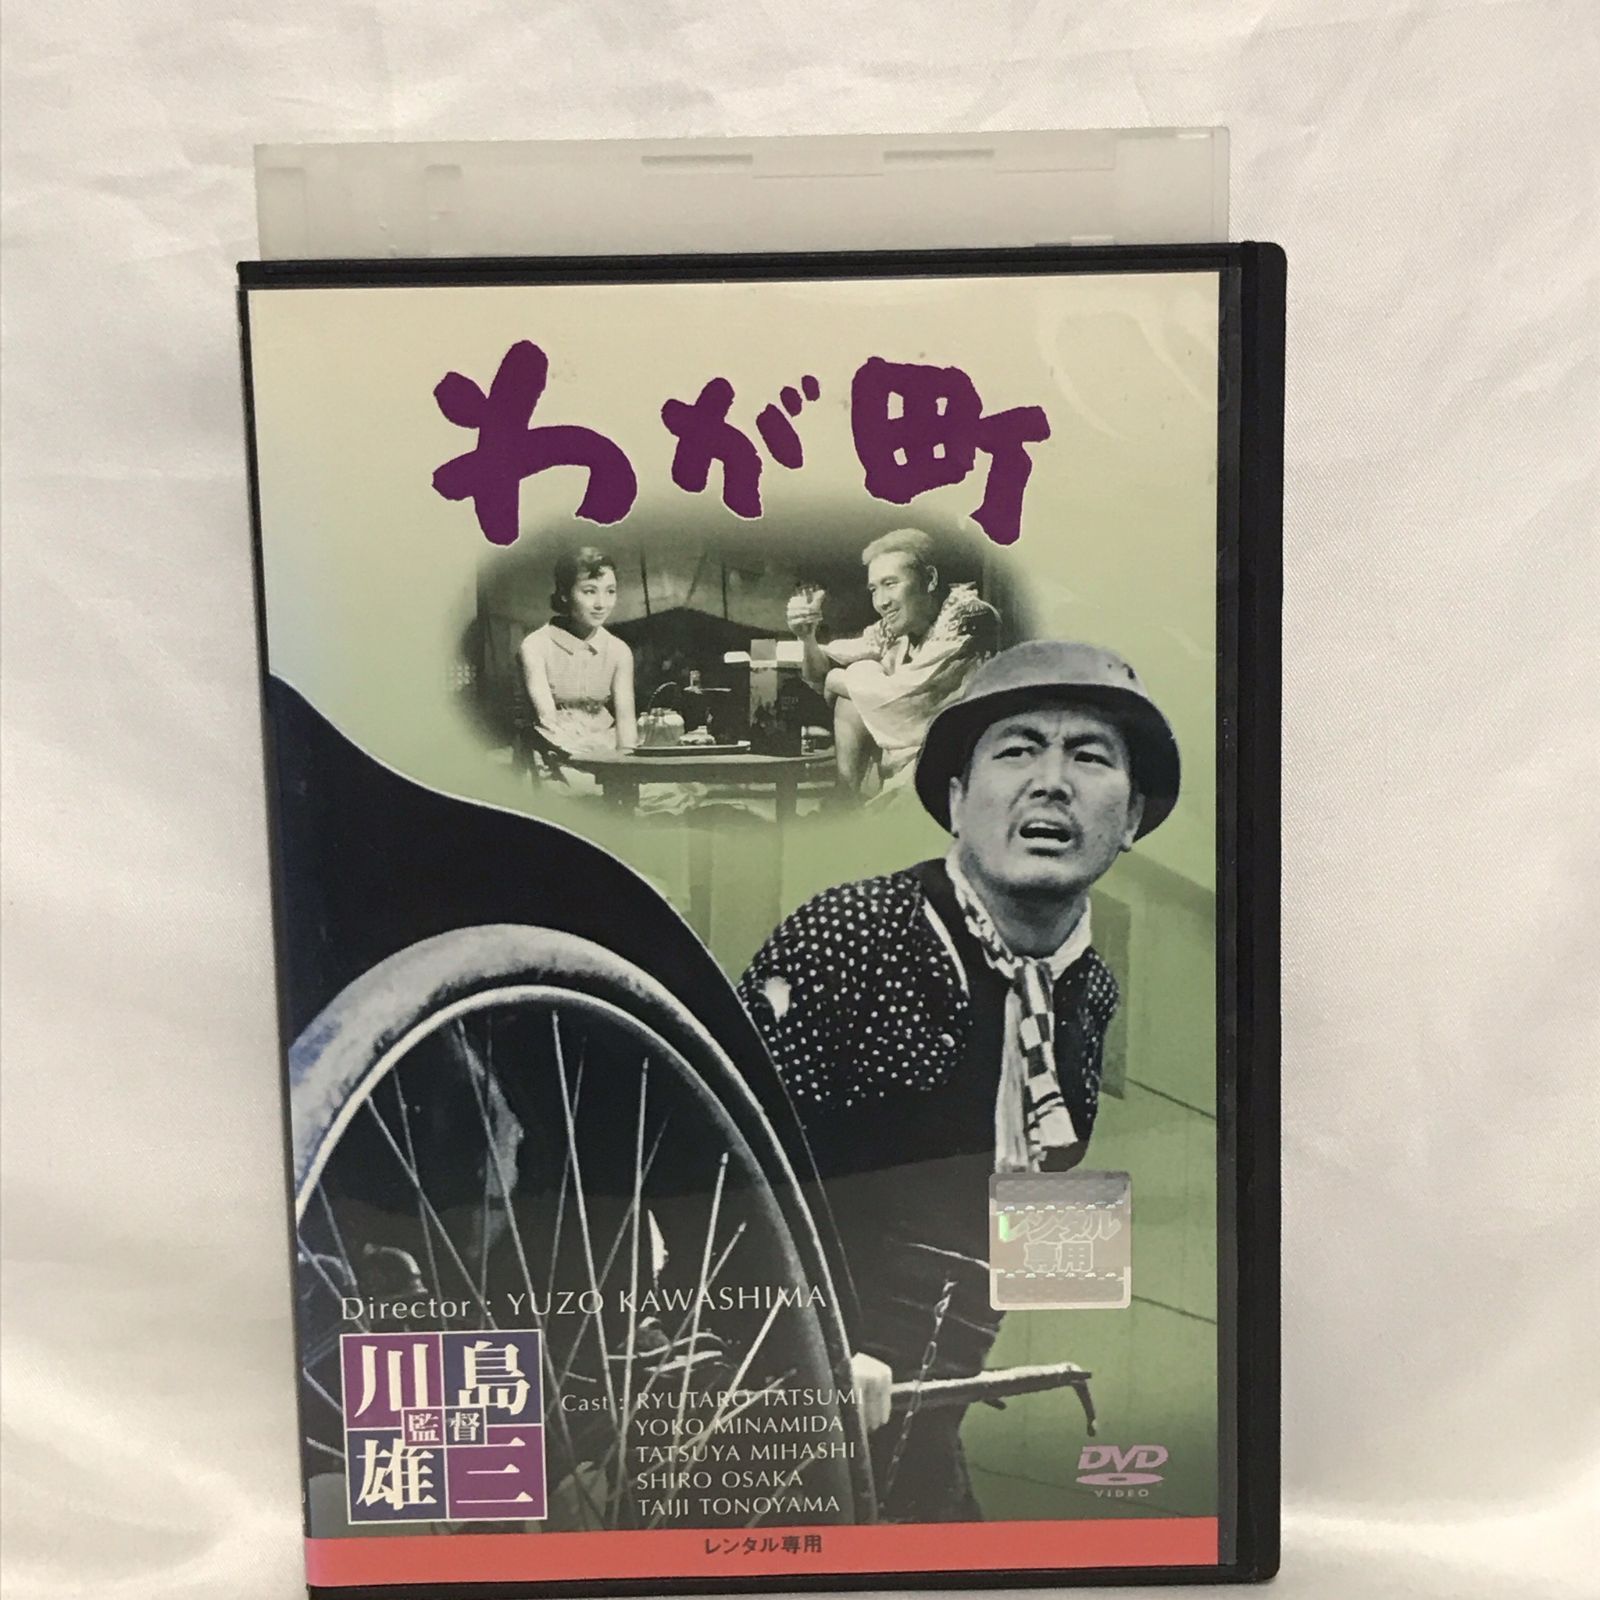 わが町
レンタル
専用
Director : YUZO KAWASHIMA
川島
監督
雄三
Cast : RYUTARO TATSUMI
YOKO MINAMIDA
TATSUYA MIHASHI
SHIRO OSAKA
TAIJI TONOYAMA
DVD
VIDEO
レンタル専用